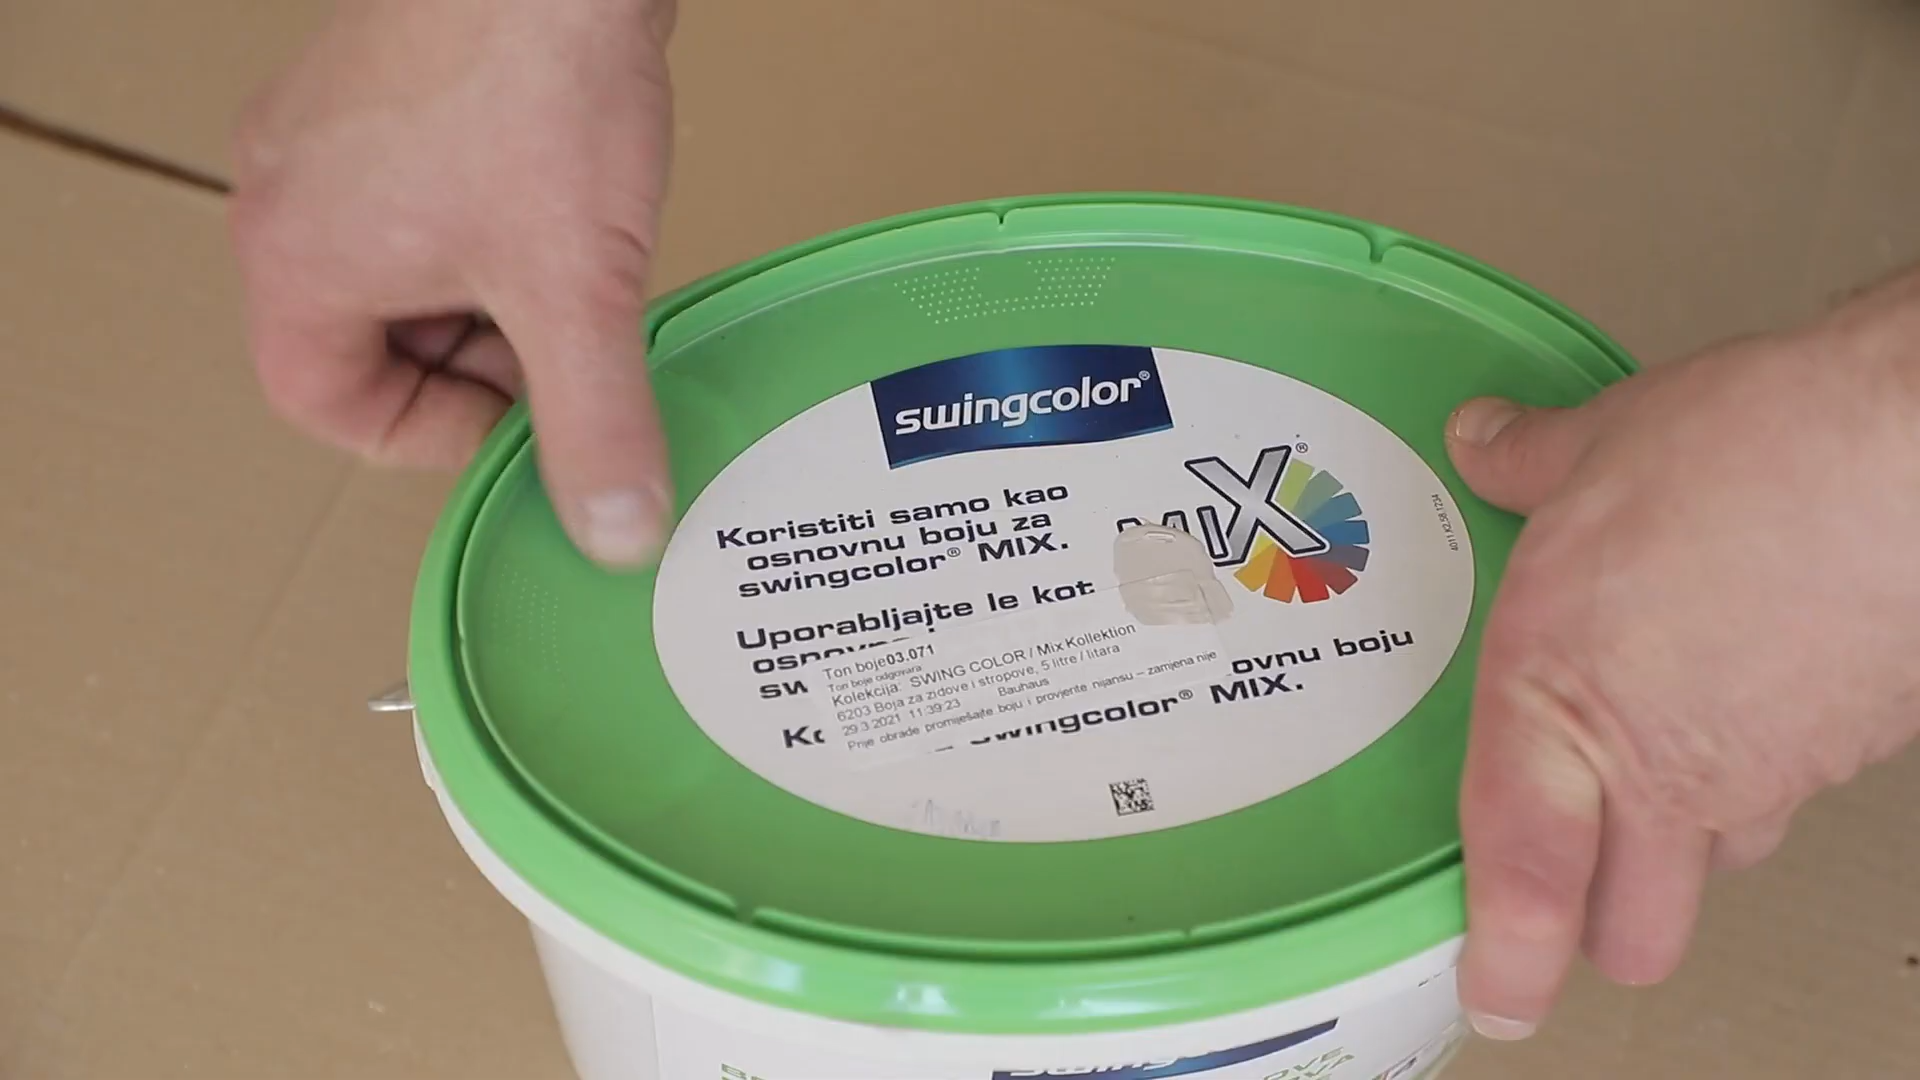 swingcolor®
MIX®
Koristiti samo kao
osnovnu boju za
swingcolor® MIX.
Uporabljajte le kot
ovnu boju
swingcolor® MIX.
Ton boje03.071
Ton boje odgovara
Kolekcija: SWING COLOR / Mix Kollektion
6203 Boja za zidove i stropove, 5 litre / litara
29.3.2021 11:39:23 Bauhaus
Prije obrade promiješajte boju i provjerite nijansu – zamjena nije